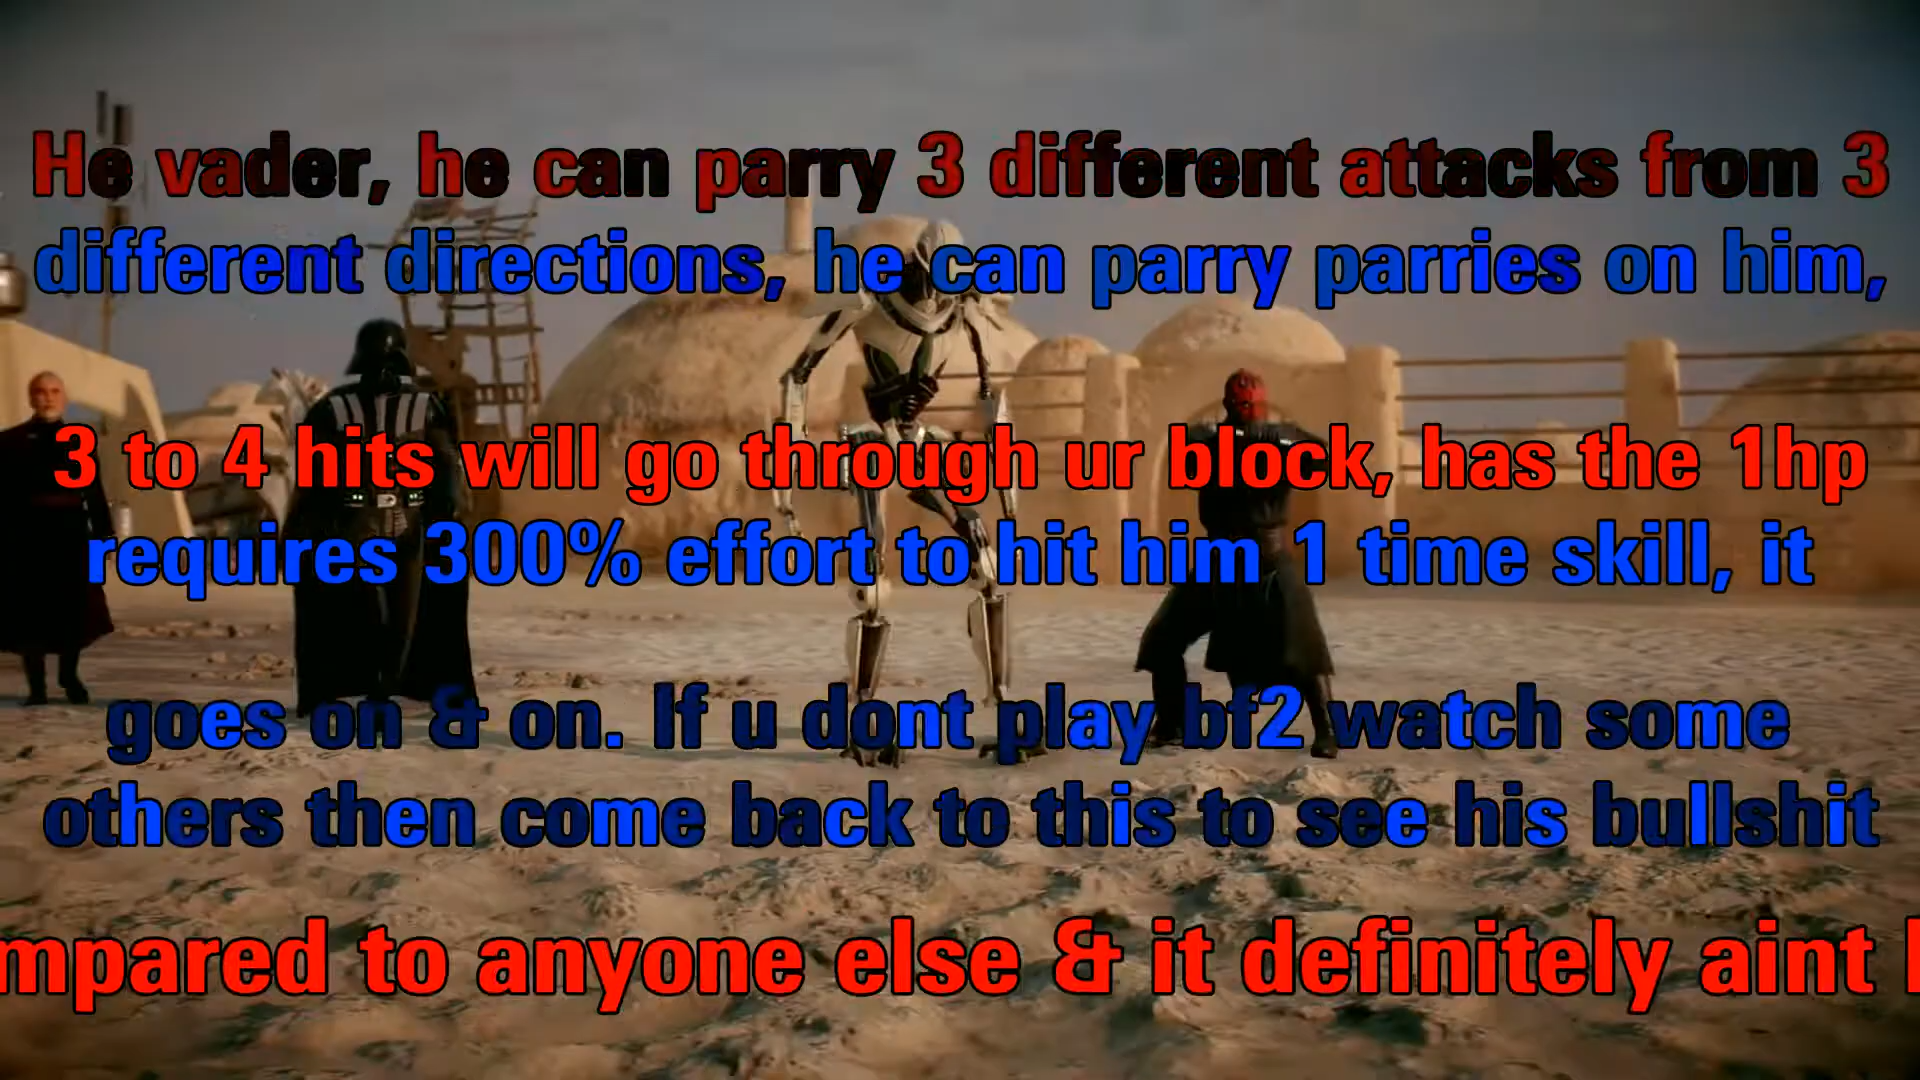 He vader, he can parry 3 different attacks from 3
different directions, he can parry parries on him,
3 to 4 hits will go through ur block, has the 1hp
requires 300% effort to hit him 1 time skill, it
goes on & on. If u dont play bf2 watch some
others then come back to this to see his bullshit
mpared to anyone else & it definitely aint